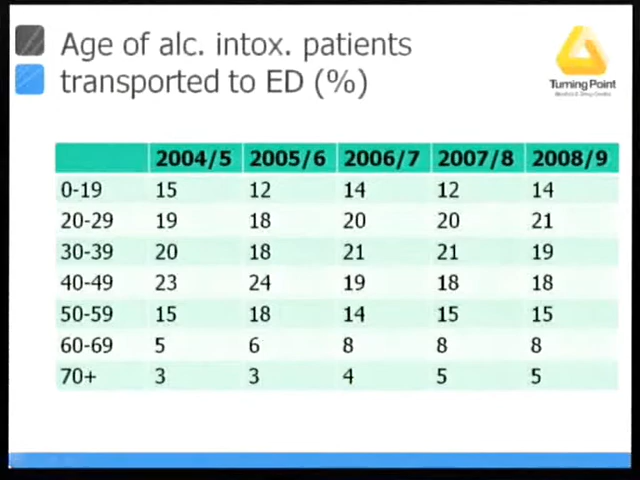 Age of alc. intox. patients
transported to ED (%)
Turning Point
2004/5 2005/6 2006/7 2007/8 2008/9
0-19 15 12 14 12 14
20-29 19 18 20 20 21
30-39 20 18 21 21 19
40-49 23 24 19 18 18
50-59 15 18 14 15 15
60-69 5 6 8 8 8
70+ 3 3 4 5 5